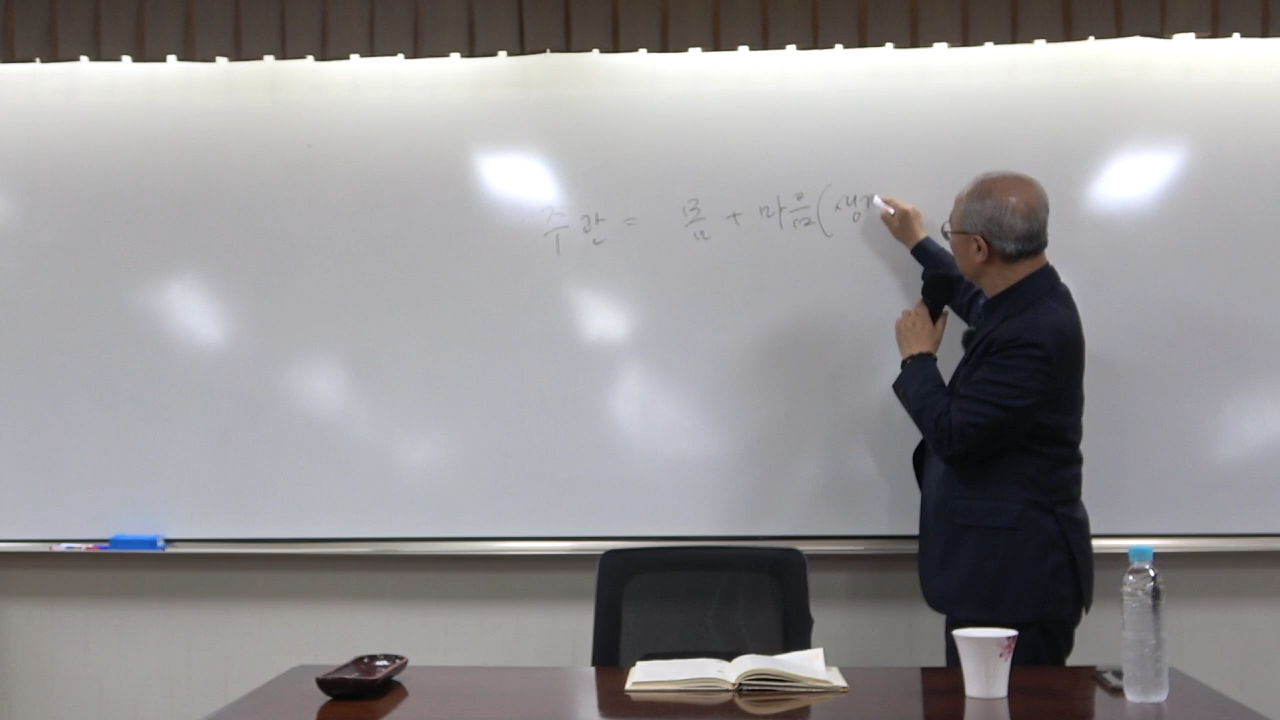 주관 = 몸 + 마음(생